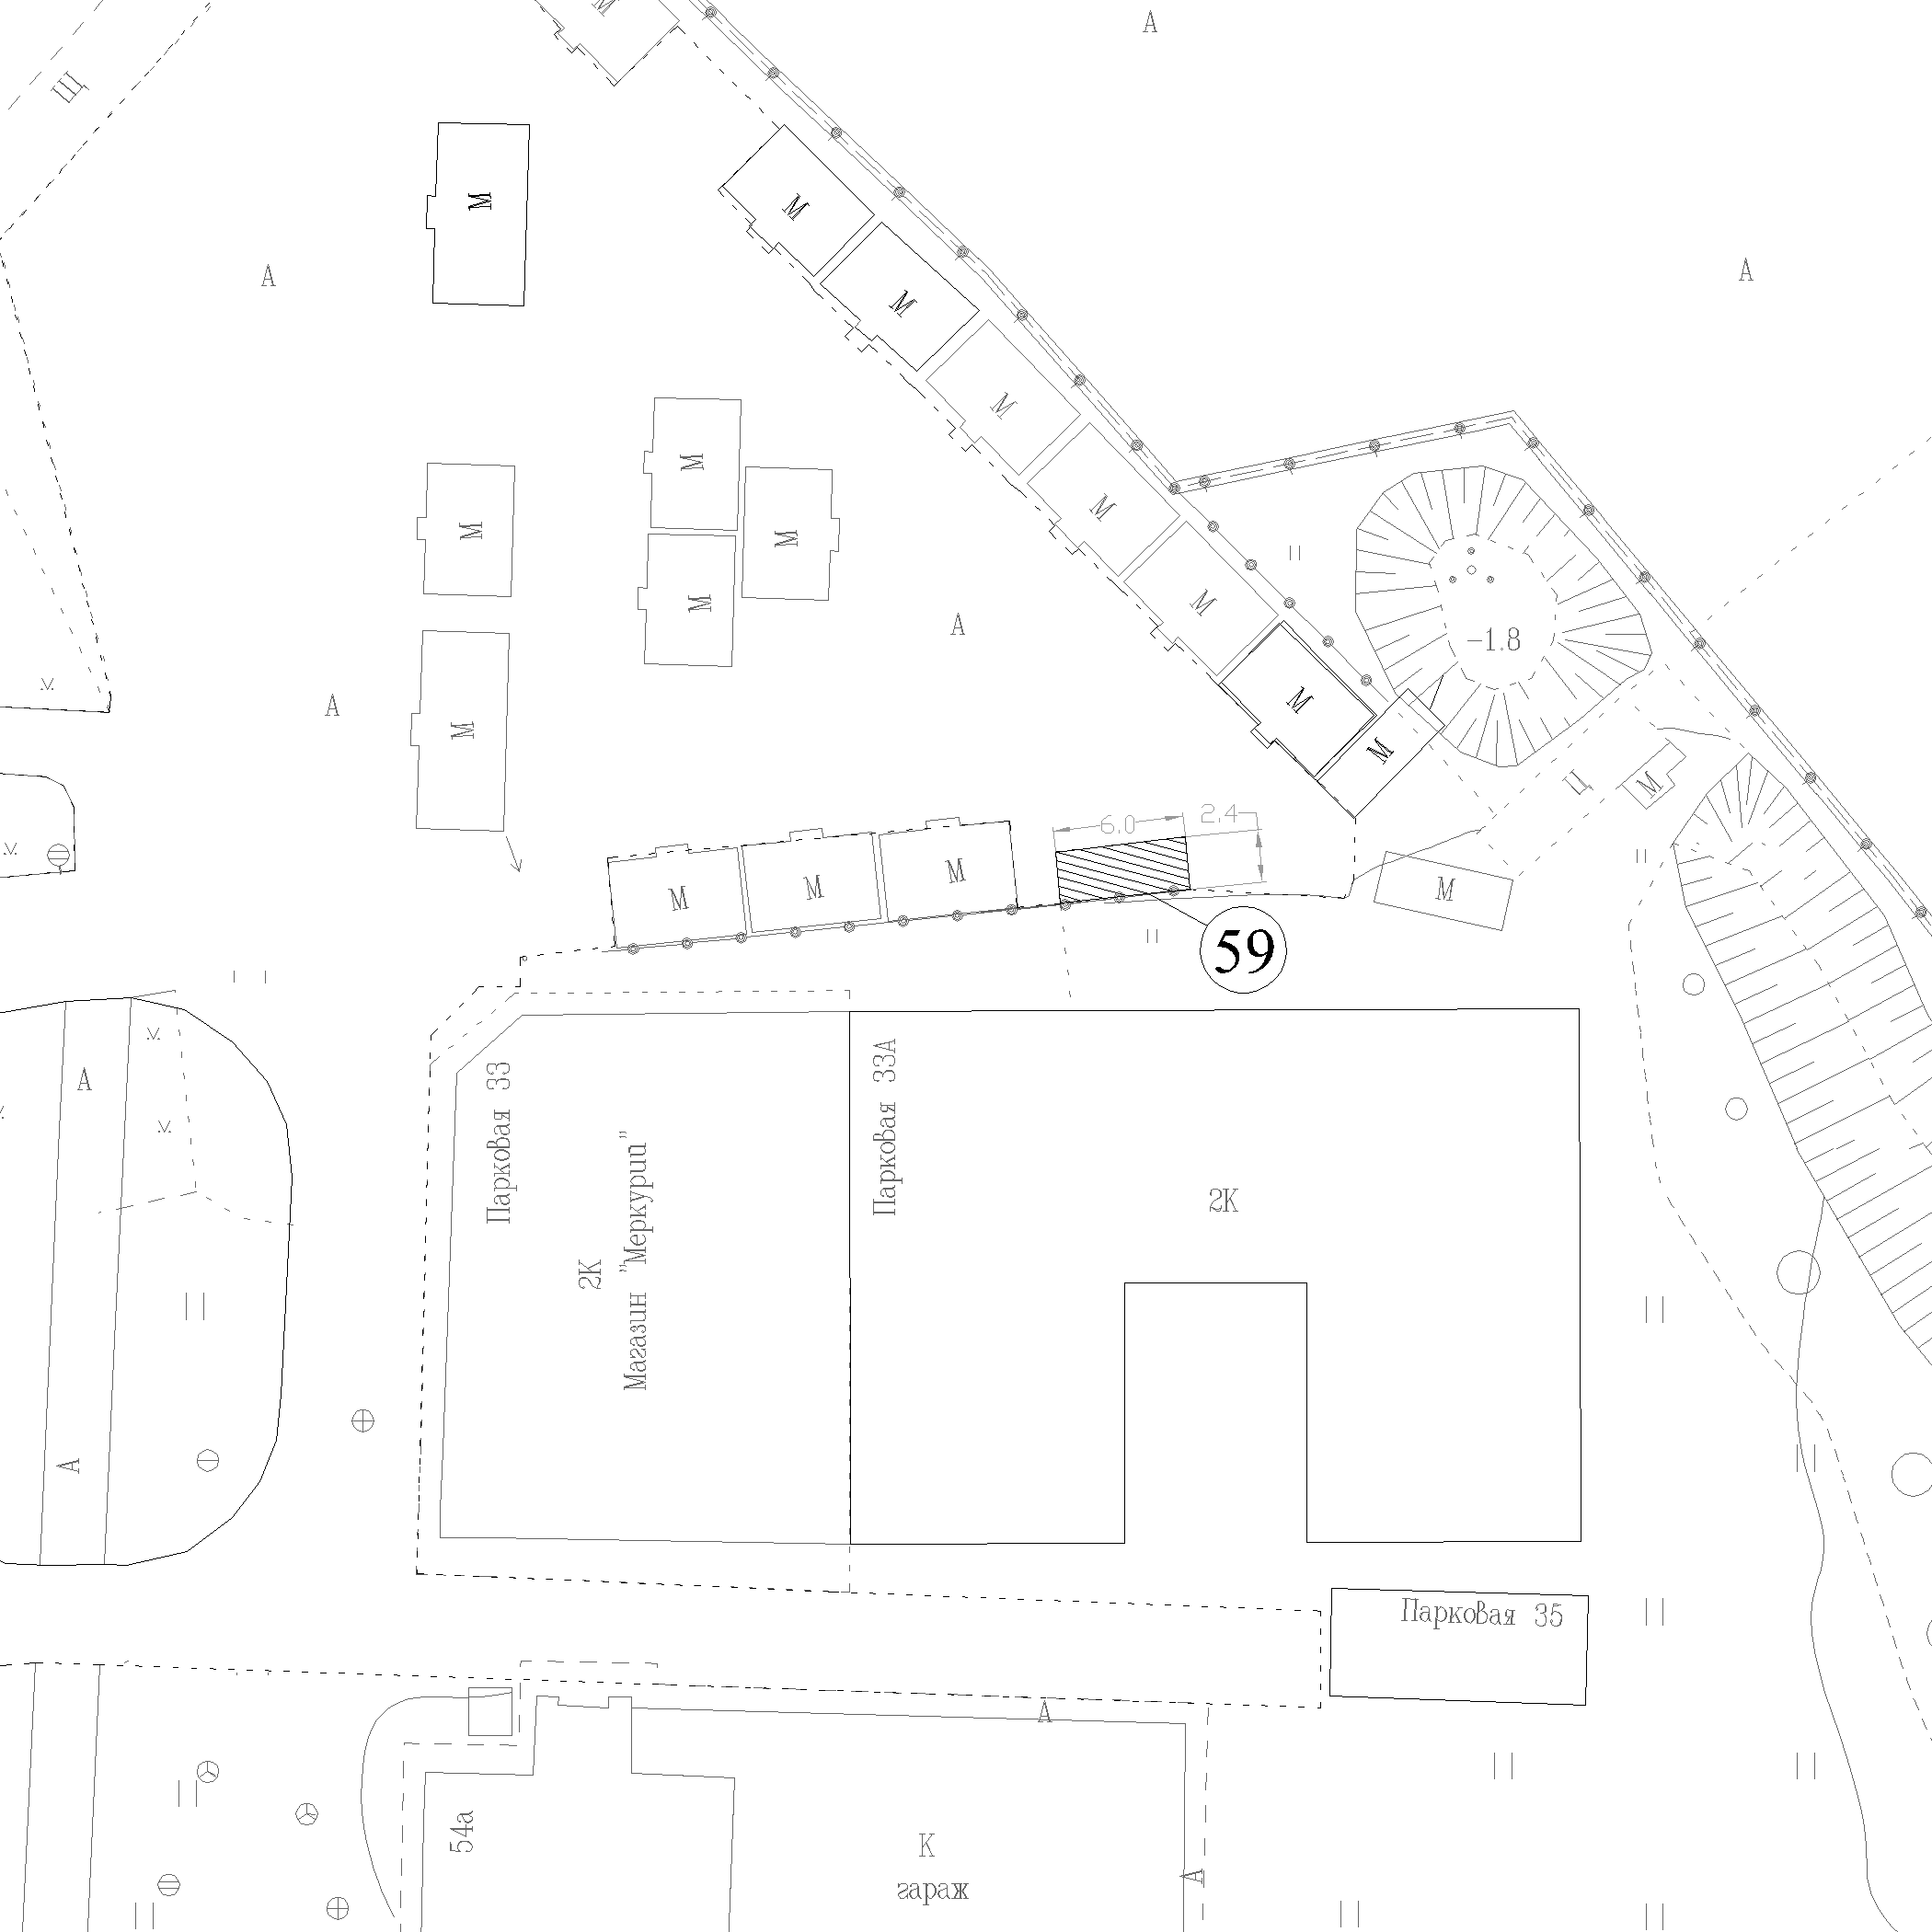 М
А
Щ
М
М
А
А
М
М
М
М
М
М
М
М
А
М
-1.8
м
А
М
М
М
Щ
М
2,4
6,0
м
М
М
М
М
59
м
А
м
Парковая 33
Парковая 33А
Магазин "Меркурий"
2К
2К
А
Парковая 35
А
54а
К
гараж
А